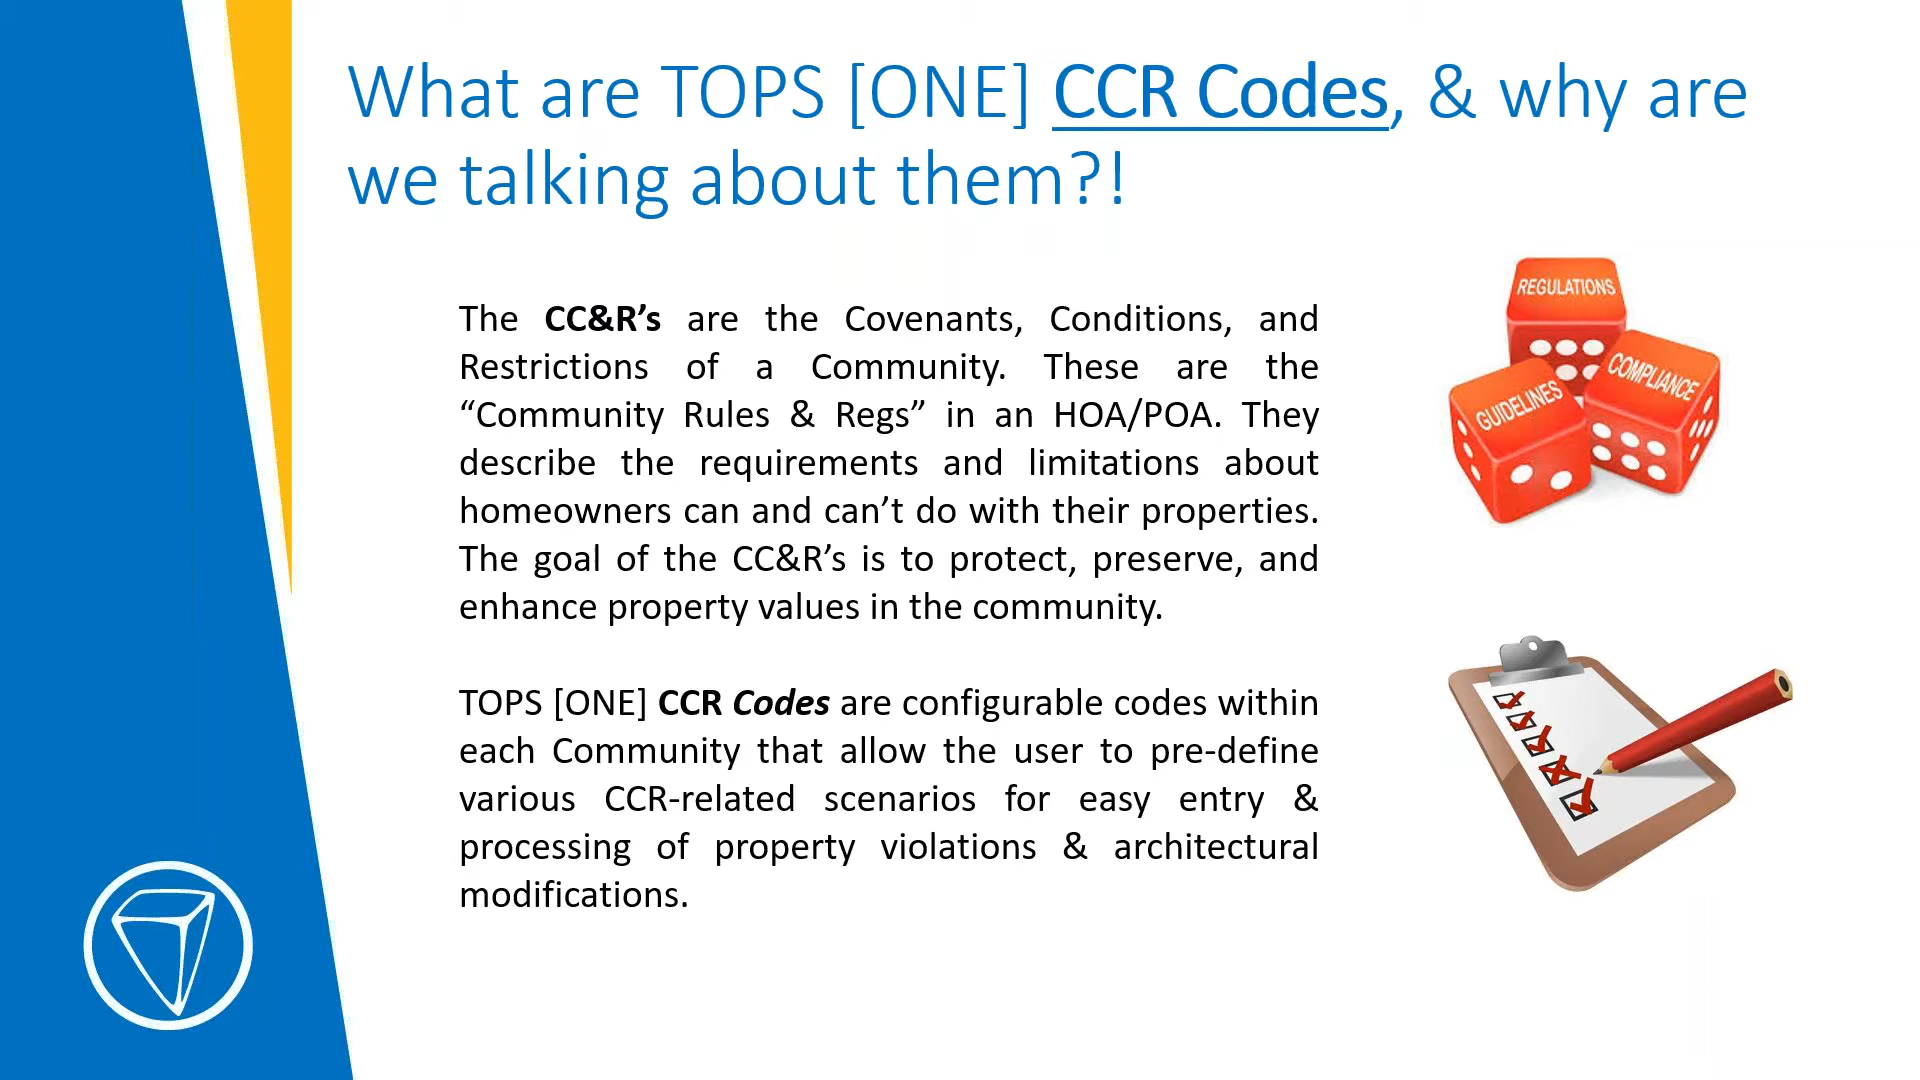 What are TOPS [ONE] CCR Codes, & why are
we talking about them?!
The CC&R’s are the Covenants, Conditions, and
Restrictions of a Community. These are the
“Community Rules & Regs” in an HOA/POA. They
describe the requirements and limitations about
homeowners can and can’t do with their properties.
The goal of the CC&R’s is to protect, preserve, and
enhance property values in the community.
TOPS [ONE] CCR Codes are configurable codes within
each Community that allow the user to pre-define
various CCR-related scenarios for easy entry &
processing of property violations & architectural
modifications.
REGULATIONS
COMPLIANCE
GUIDELINES